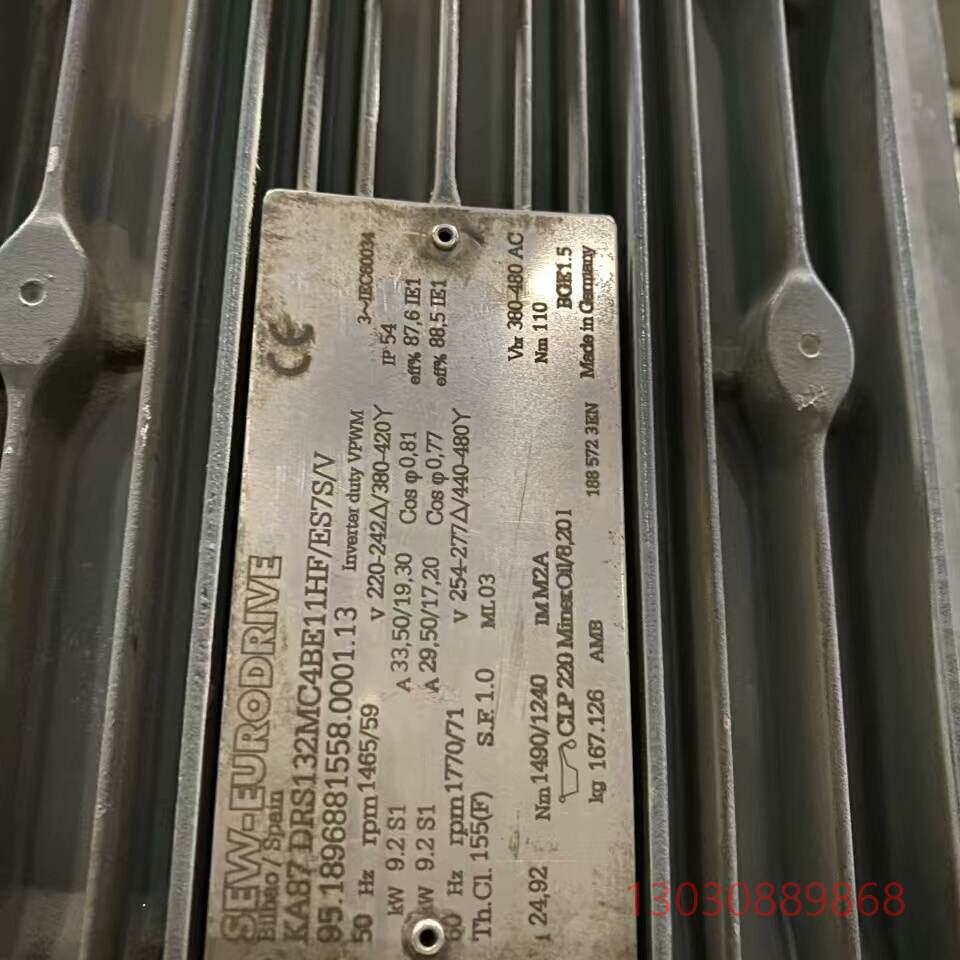 SEW-EURODRIVE
Bilbao / Spain
CE
KA87 DRS132MC4BE11HF/ES7S/V
95.1896881558.0001.13 Inverter duty VPWM 3~IEC60034
50 Hz rpm 1465/59 V 220-242Δ/380-420Y IP 54
kW 9.2 S1 A 33,50/19,30 Cos φ 0,81 eff% 87,6 IE1
kW 9.2 S1 A 29,50/17,20 Cos φ 0,77 eff% 88,5 IE1
60 Hz rpm 1770/71 V 254-277Δ/440-480Y
Th.Cl. 155(F) S.F. 1.0 ML 03
Vbr 380-480 AC
i 24,92 Nm 1490/1240 IM M2A Nm 110
CLP 220 Miner.Oil/8,20 l BGE1.5
kg 167.126 AMB 188 572 3EN Made in Germany
13030889868